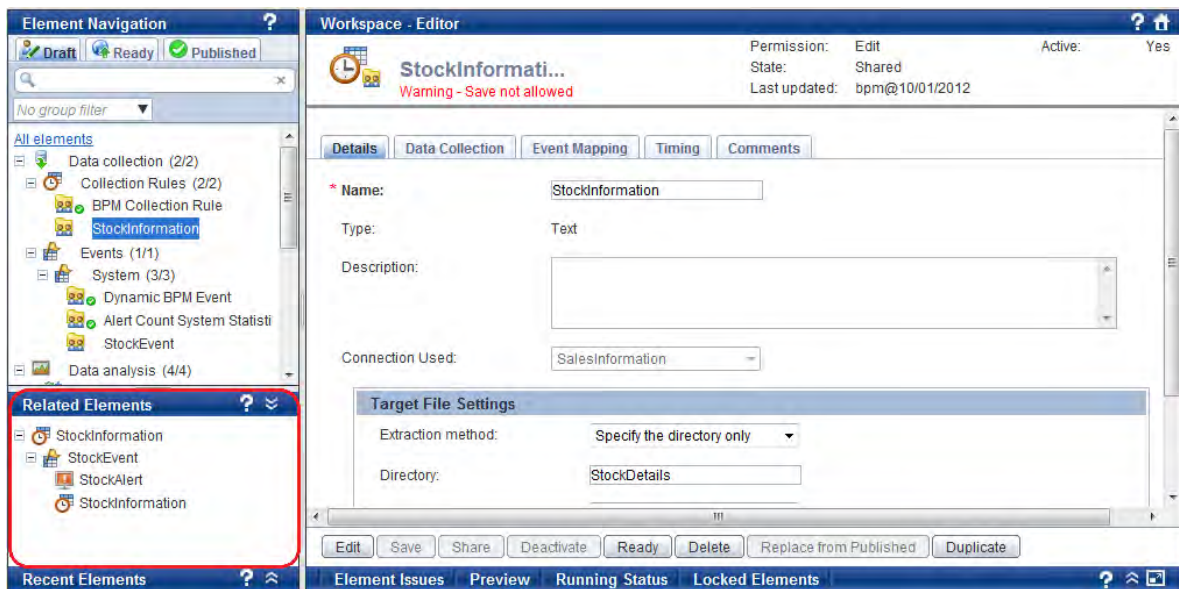 Element Navigation ?
Draft Ready Published
No group filter
All elements
Data collection (2/2)
Collection Rules (2/2)
BPM Collection Rule
StockInformation
Events (1/1)
System (3/3)
Dynamic BPM Event
Alert Count System Statisti
StockEvent
Data analysis (4/4)
Related Elements ?
StockInformation
StockEvent
StockAlert
StockInformation
Recent Elements ?
Workspace - Editor ?
StockInformati...
Warning - Save not allowed
Permission: Edit Active: Yes
State: Shared
Last updated: bpm@10/01/2012
Details Data Collection Event Mapping Timing Comments
* Name: StockInformation
Type: Text
Description:
Connection Used: SalesInformation
Target File Settings
Extraction method: Specify the directory only
Directory: StockDetails
Edit Save Share Deactivate Ready Delete Replace from Published Duplicate
Element Issues Preview Running Status Locked Elements ?